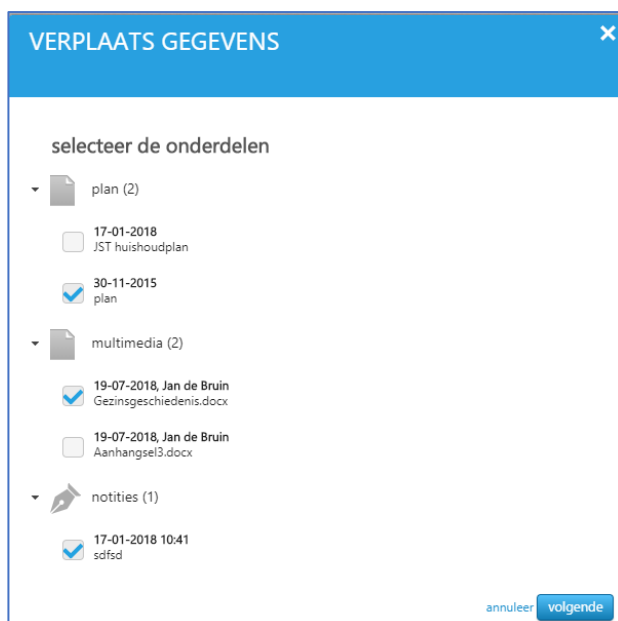 VERPLAATS GEGEVENS
selecteer de onderdelen
plan (2)
17-01-2018
JST huishoudplan
30-11-2015
plan
multimedia (2)
19-07-2018, Jan de Bruin
Gezinsgeschiedenis.docx
19-07-2018, Jan de Bruin
Aanhangsel3.docx
notities (1)
17-01-2018 10:41
sdfsd
annuleer volgende